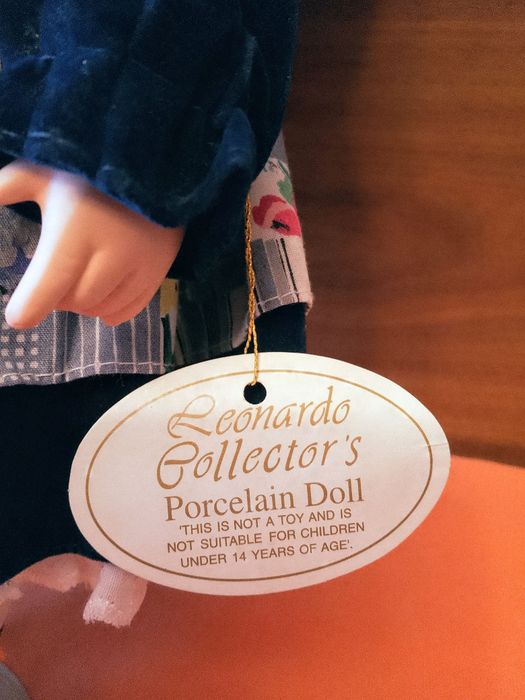 Leonardo
Collector's
Porcelain Doll
'THIS IS NOT A TOY AND IS
NOT SUITABLE FOR CHILDREN
UNDER 14 YEARS OF AGE'.